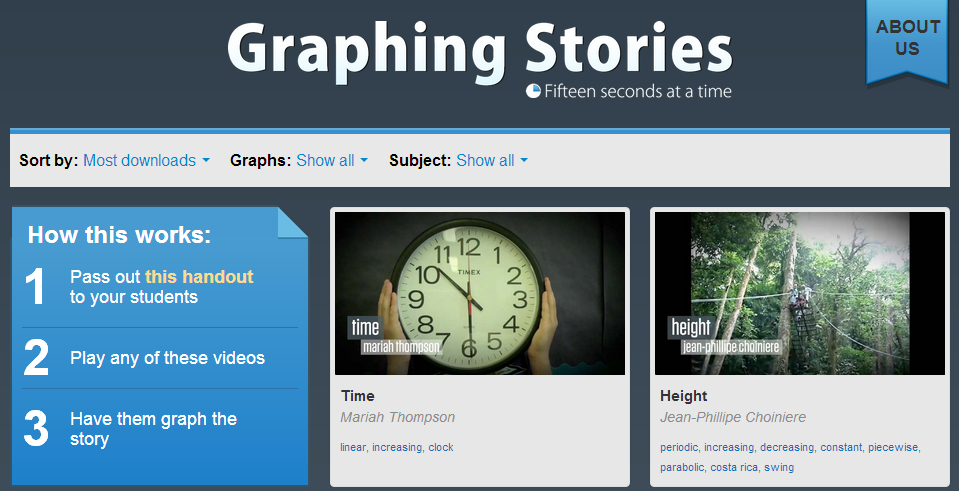 Graphing Stories
Fifteen seconds at a time
ABOUT
US
Sort by: Most downloads Graphs: Show all Subject: Show all
How this works:
1 Pass out this handout
to your students
2 Play any of these videos
3 Have them graph the
story
12
1
2
3
4
5
6
7
8
9
10
11
TIMEX
time
mariah thompson
Time
Mariah Thompson
linear, increasing, clock
height
jean-phillipe choiniere
Height
Jean-Phillipe Choiniere
periodic, increasing, decreasing, constant, piecewise,
parabolic, costa rica, swing